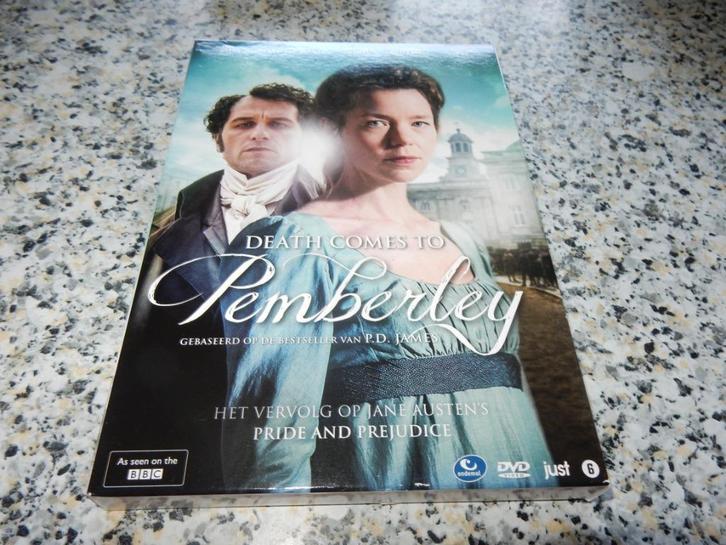 DEATH COMES TO
Pemberley
GEBASEERD OP DE BESTSELLER VAN P.D. JAMES
HET VERVOLG OP JANE AUSTEN'S
PRIDE AND PREJUDICE
As seen on the
BBC
endemol
DVD
VIDEO
just
6